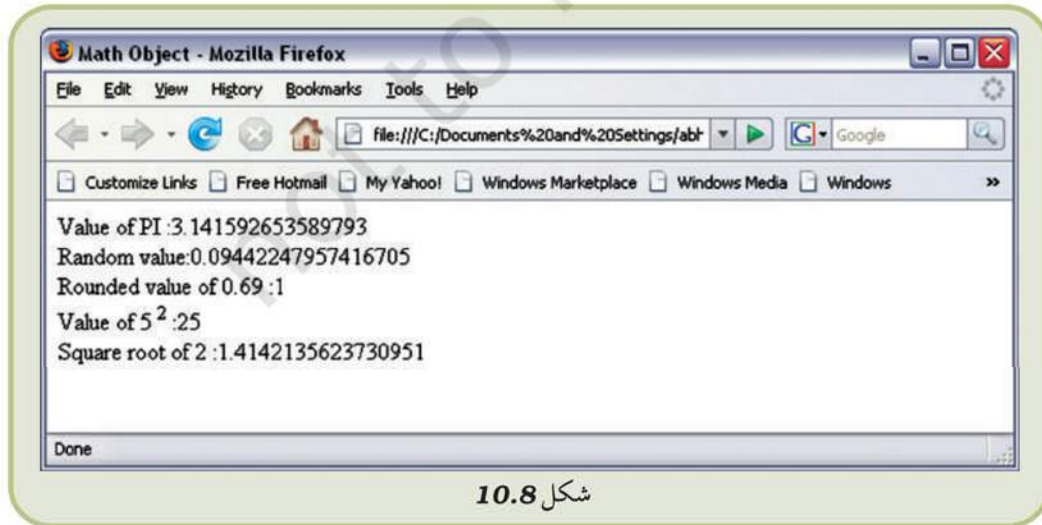 Math Object - Mozilla Firefox
File Edit View History Bookmarks Tools Help
file:///C:/Documents%20and%20Settings/abh
Google
Customize Links Free Hotmail My Yahoo! Windows Marketplace Windows Media Windows »
Value of PI :3.141592653589793
Random value:0.09442247957416705
Rounded value of 0.69 :1
Value of 5 ² :25
Square root of 2 :1.4142135623730951
Done
شکل 10.8